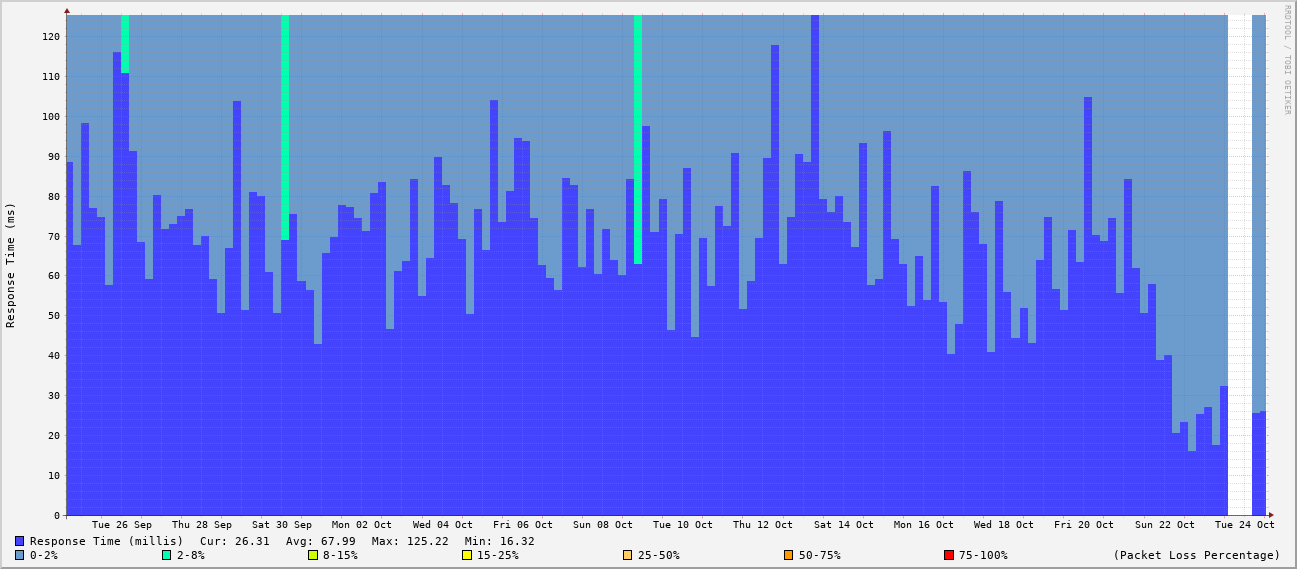 RRDTOOL / TOBI OETIKER
Response Time (ms)
120
110
100
90
80
70
60
50
40
30
20
10
0
Tue 26 Sep Thu 28 Sep Sat 30 Sep Mon 02 Oct Wed 04 Oct Fri 06 Oct Sun 08 Oct Tue 10 Oct Thu 12 Oct Sat 14 Oct Mon 16 Oct Wed 18 Oct Fri 20 Oct Sun 22 Oct Tue 24 Oct
Response Time (millis) Cur: 26.31 Avg: 67.99 Max: 125.22 Min: 16.32
0-2% 2-8% 8-15% 15-25% 25-50% 50-75% 75-100% (Packet Loss Percentage)